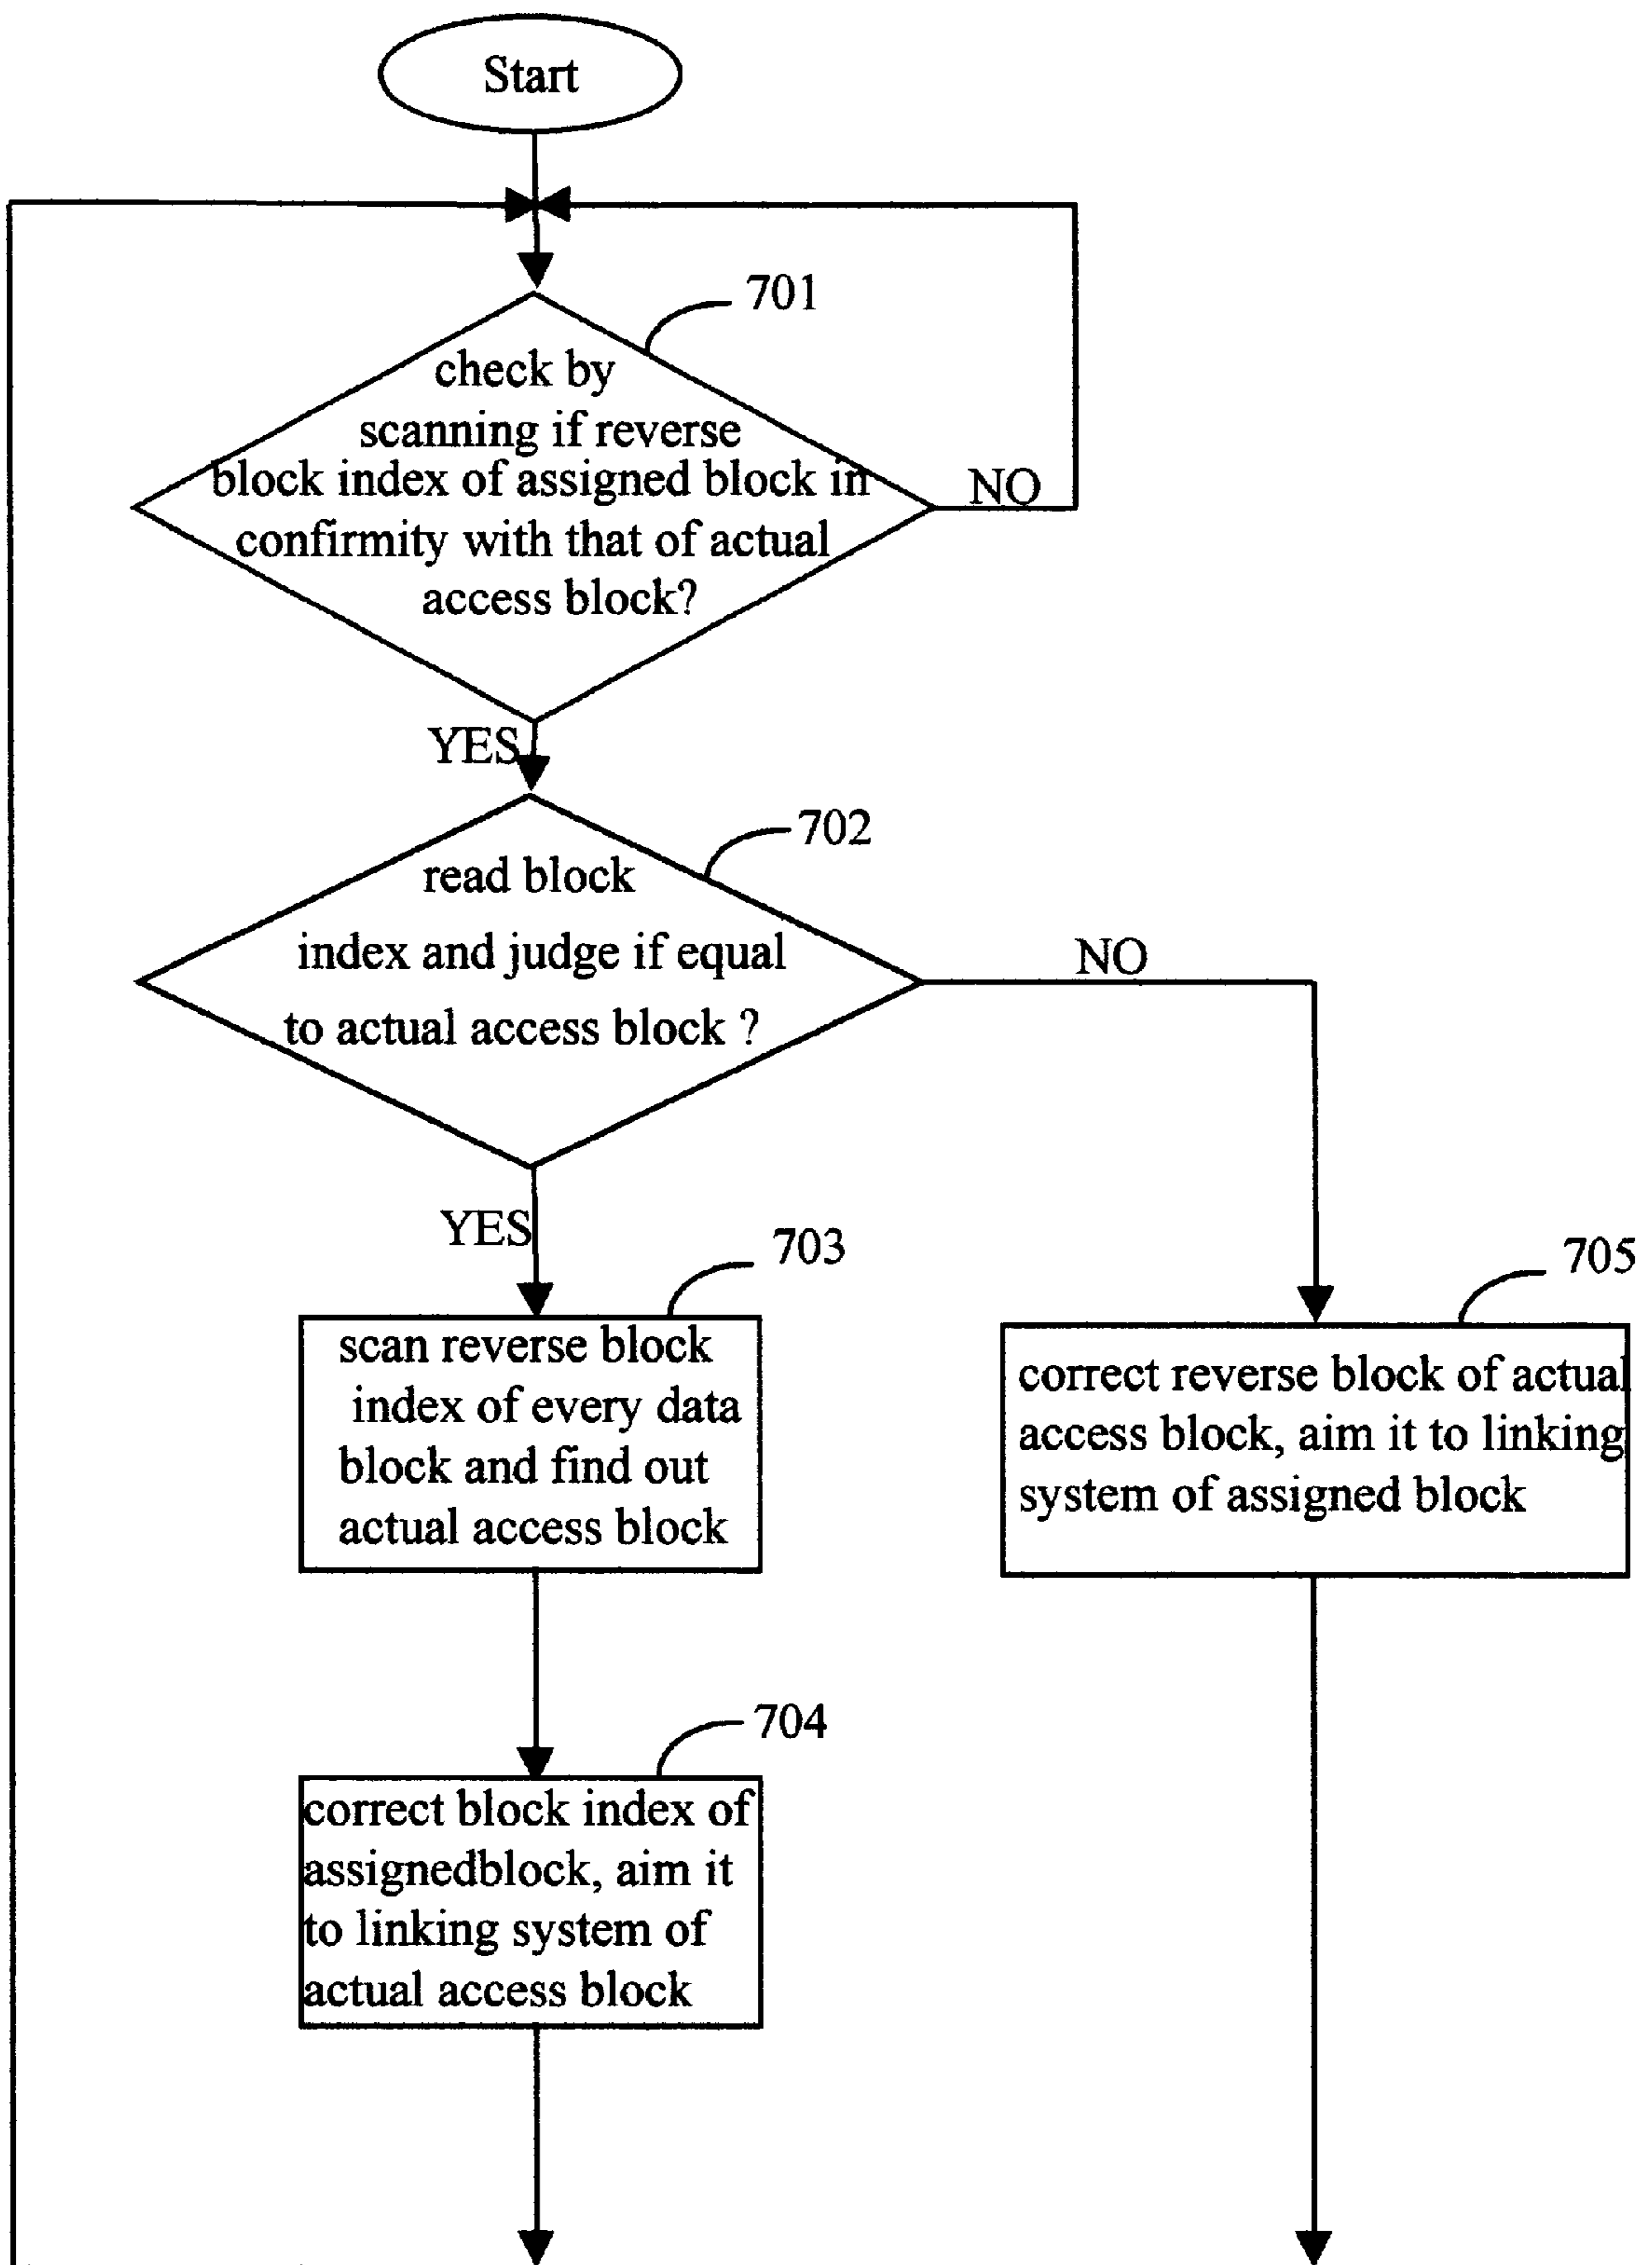 Start
701
check by
scanning if reverse
block index of assigned block in
confirmity with that of actual
access block?
NO
YES
702
read block
index and judge if equal
to actual access block ?
NO
YES
703
scan reverse block
index of every data
block and find out
actual access block
705
correct reverse block of actual
access block, aim it to linking
system of assigned block
704
correct block index of
assignedblock, aim it
to linking system of
actual access block